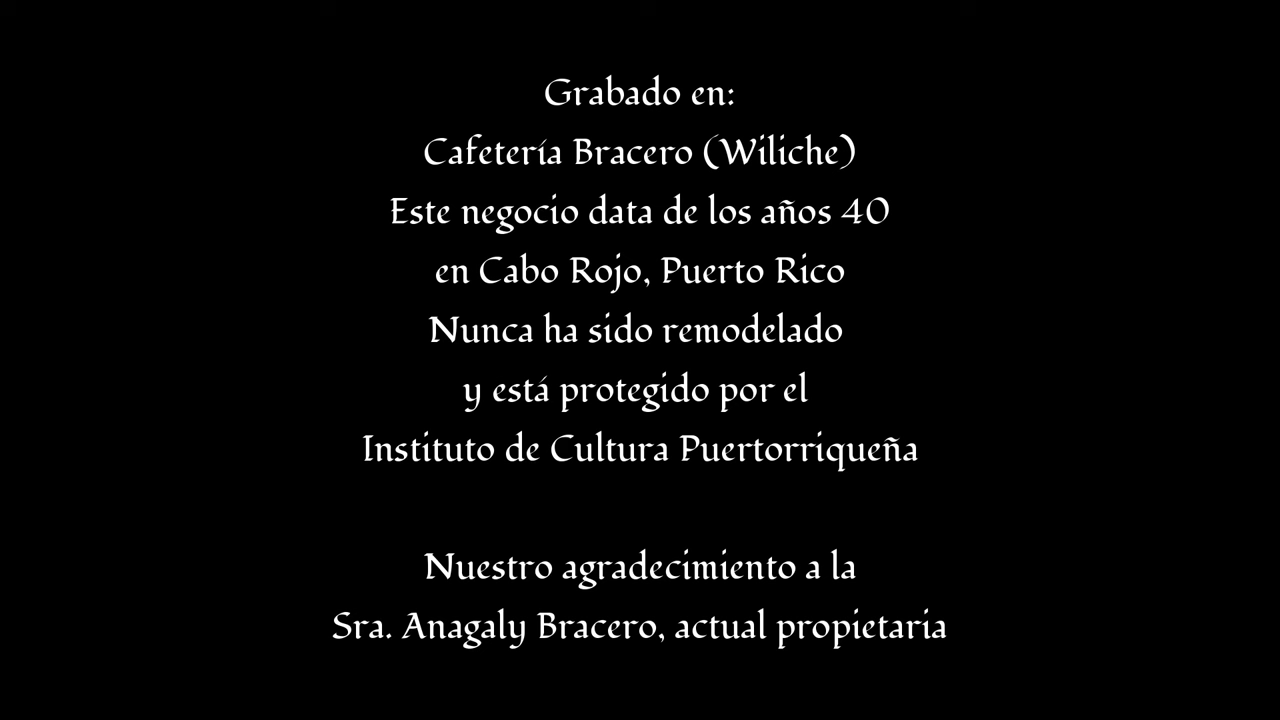 Grabado en:
Cafetería Bracero (Wiliche)
Este negocio data de los años 40
en Cabo Rojo, Puerto Rico
Nunca ha sido remodelado
y está protegido por el
Instituto de Cultura Puertorriqueña
Nuestro agradecimiento a la
Sra. Anagaly Bracero, actual propietaria